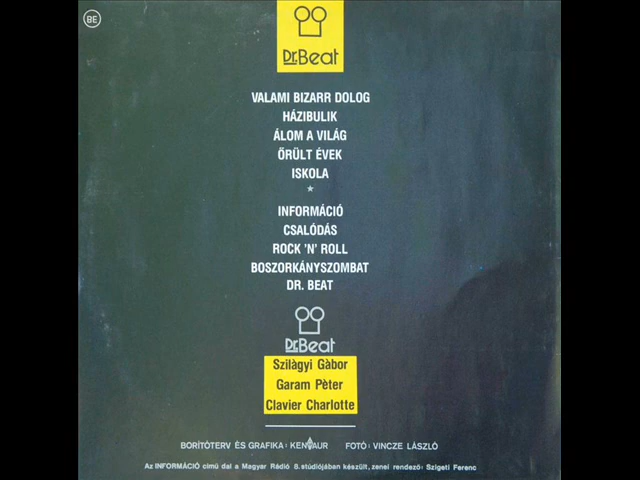 BE
Dr.Beat
VALAMI BIZARR DOLOG
HÁZIBULIK
ÁLOM A VILÁG
ŐRÜLT ÉVEK
ISKOLA
*
INFORMÁCIÓ
CSALÓDÁS
ROCK 'N' ROLL
BOSZORKÁNYSZOMBAT
DR. BEAT
Dr.Beat
Szilàgyi Gàbor
Garam Pèter
Clavier Charlotte
BORÍTÓTERV ÉS GRAFIKA: KENTAUR FOTÓ: VINCZE LÁSZLÓ
Az INFORMÁCIÓ című dal a Magyar Rádió 8. stúdiójában készült, zenei rendező: Szigeti Ferenc